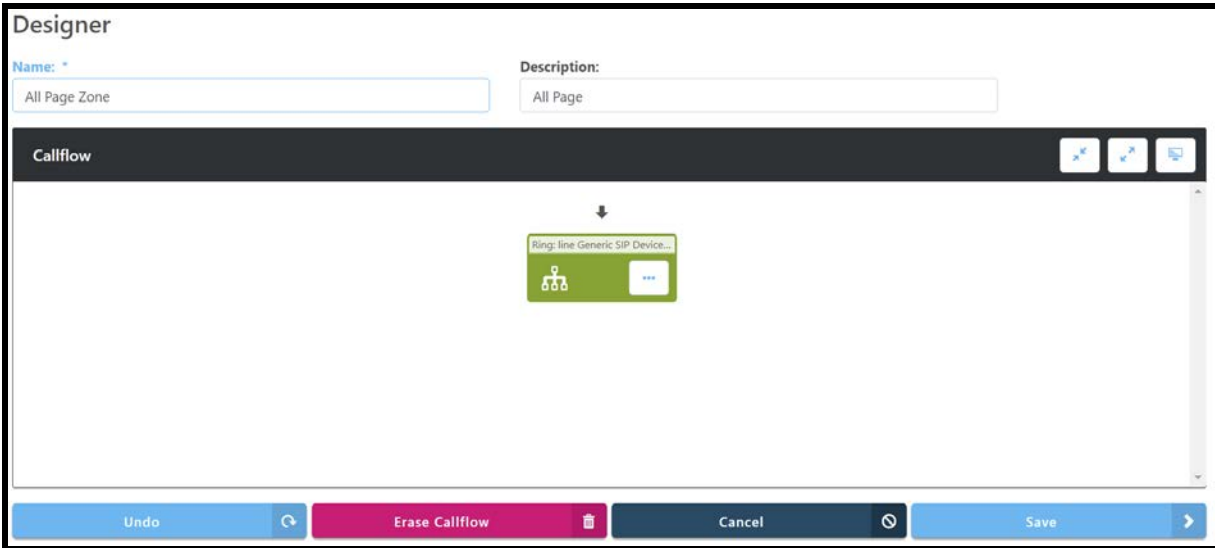 Designer
Name: * Description:
All Page Zone All Page
Callflow
Ring: line Generic SIP Device...
Undo Erase Callflow Cancel Save